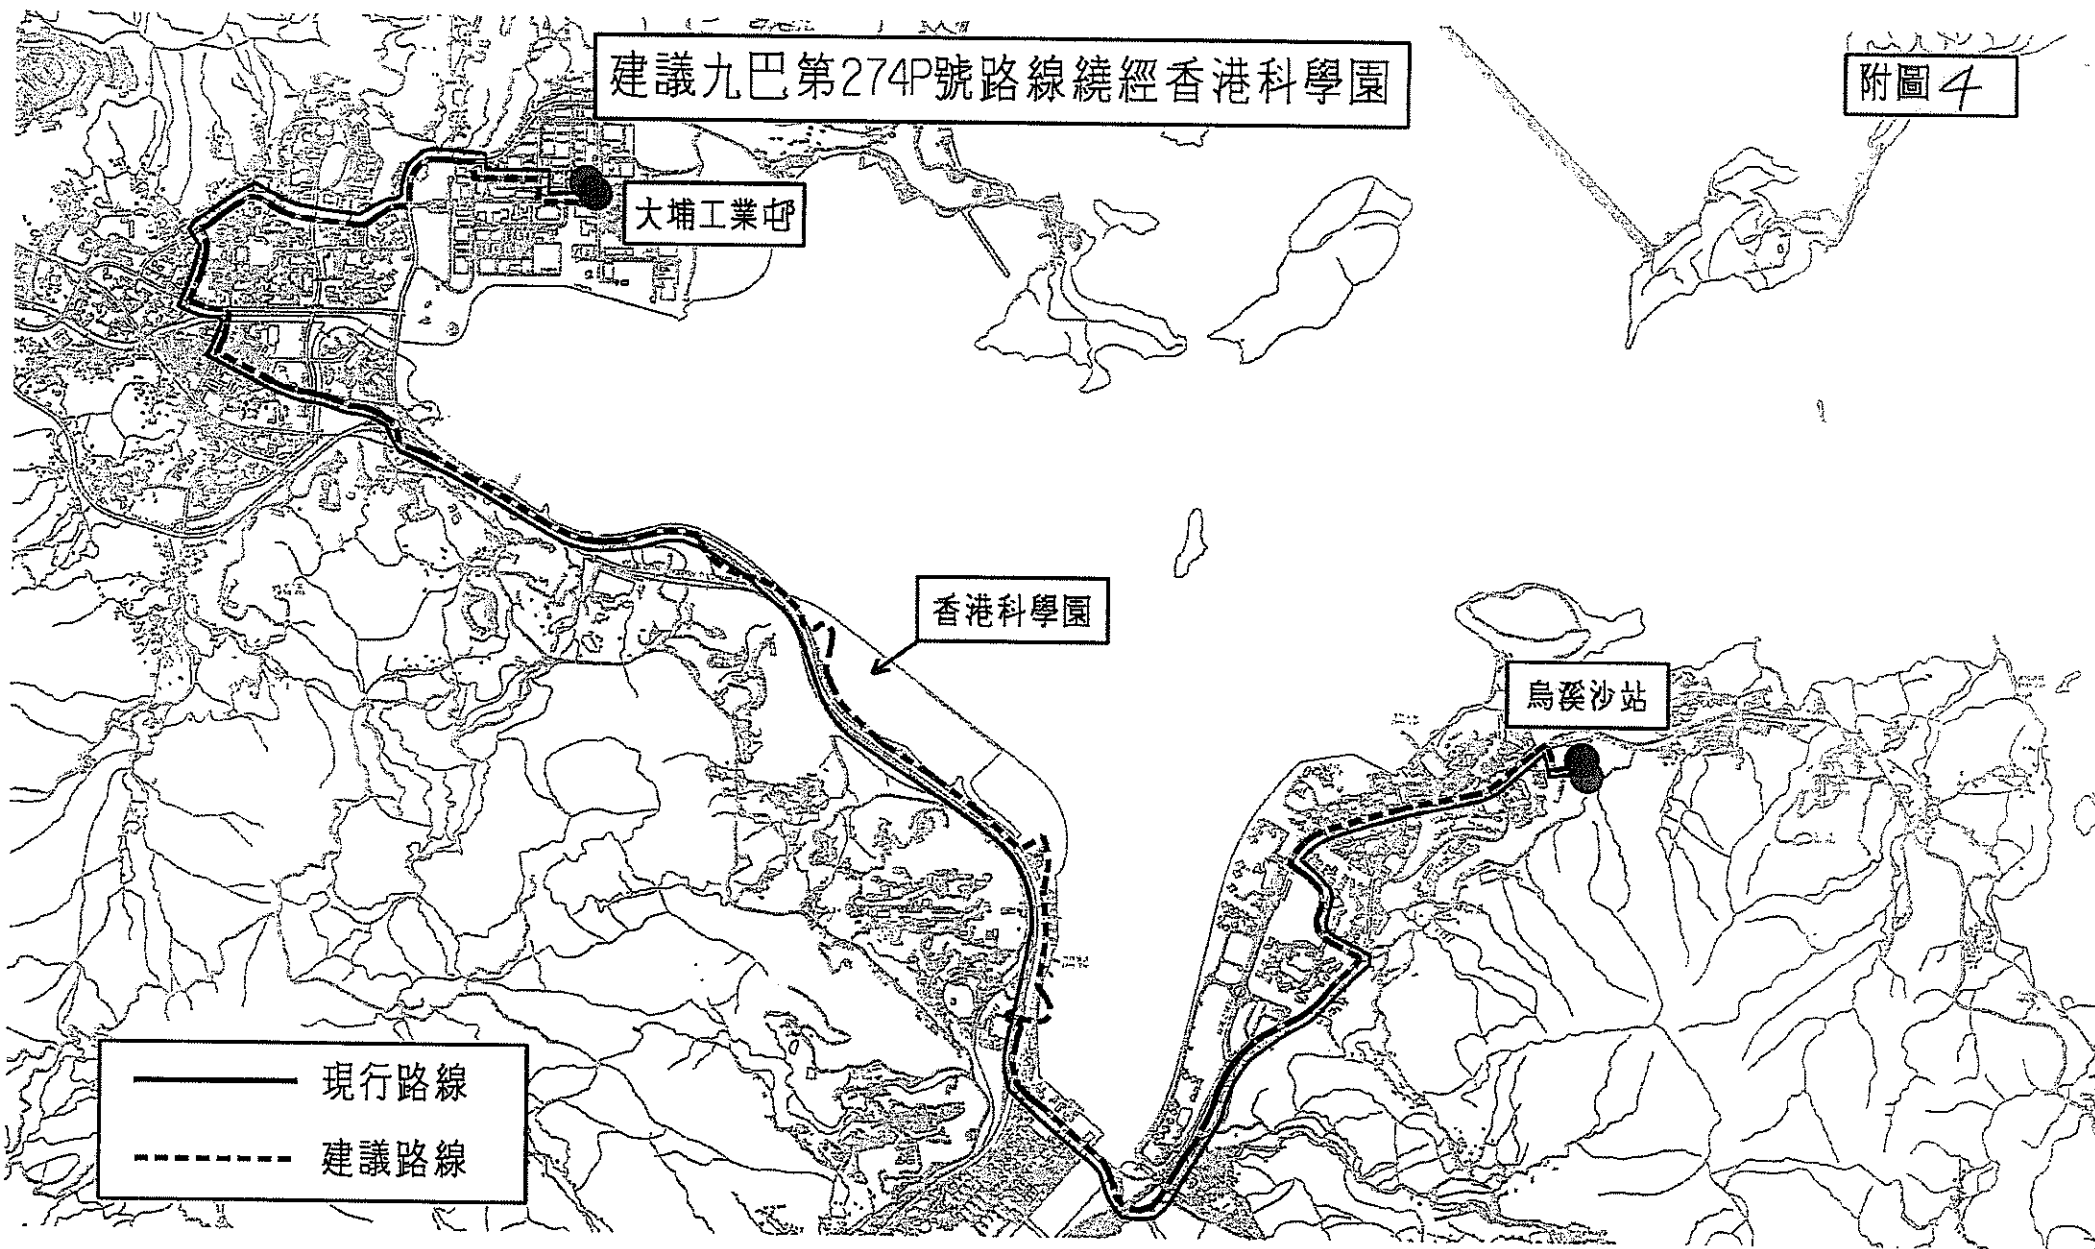 建議九巴第274P號路線繞經香港科學園
附圖 4
大埔工業邨
香港科學園
烏溪沙站
現行路線
建議路線